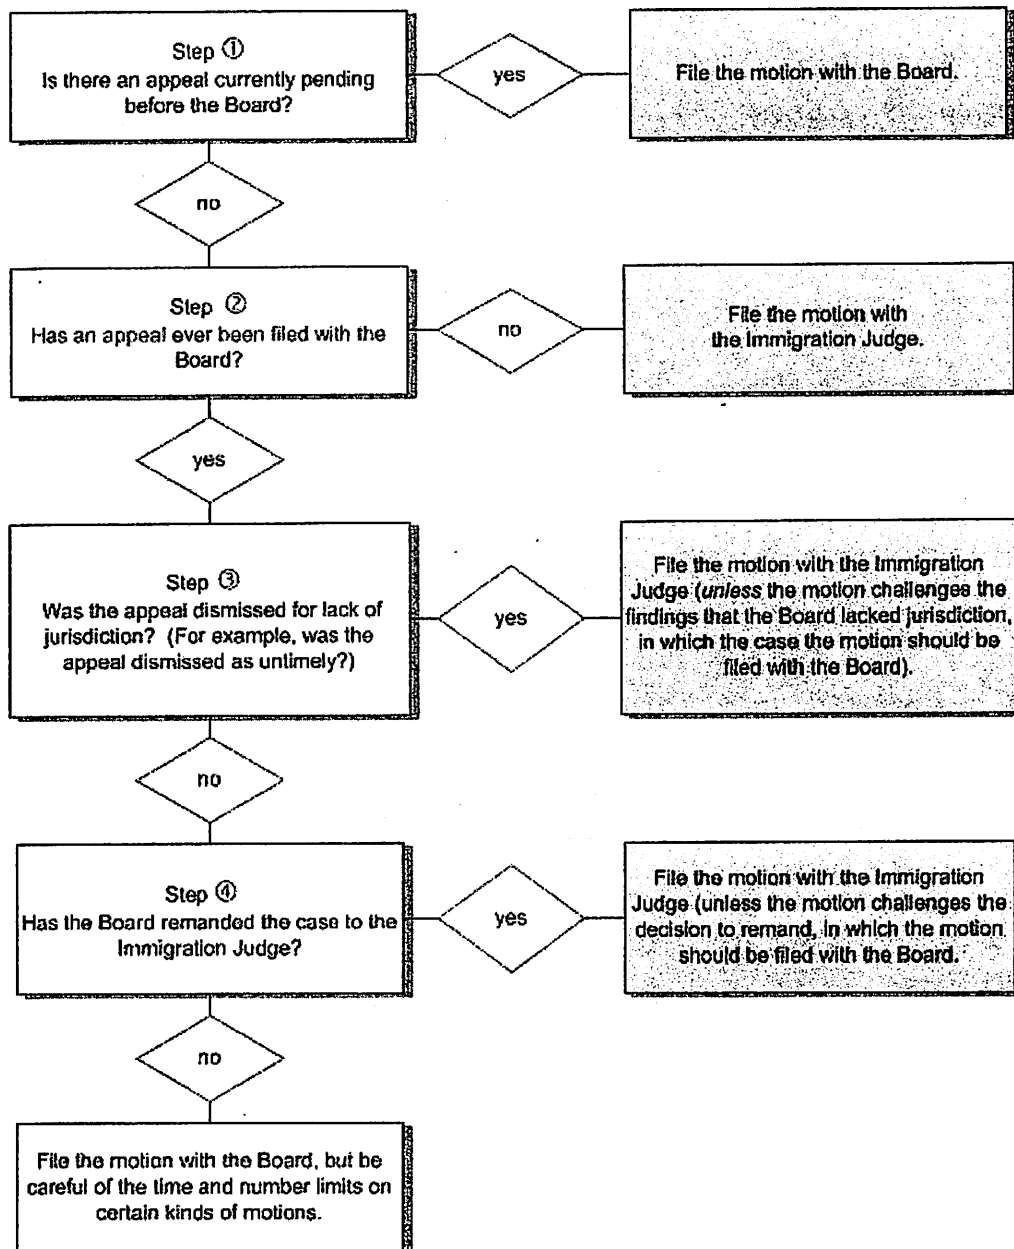 Step ①
Is there an appeal currently pending
before the Board?
yes
File the motion with the Board.
no
Step ②
Has an appeal ever been filed with the
Board?
no
File the motion with
the Immigration Judge.
yes
Step ③
Was the appeal dismissed for lack of
jurisdiction? (For example, was the
appeal dismissed as untimely?)
yes
File the motion with the Immigration
Judge (unless the motion challenges the
findings that the Board lacked jurisdiction,
in which the case the motion should be
filed with the Board).
no
Step ④
Has the Board remanded the case to the
Immigration Judge?
yes
File the motion with the Immigration
Judge (unless the motion challenges the
decision to remand, in which the motion
should be filed with the Board.
no
File the motion with the Board, but be
careful of the time and number limits on
certain kinds of motions.